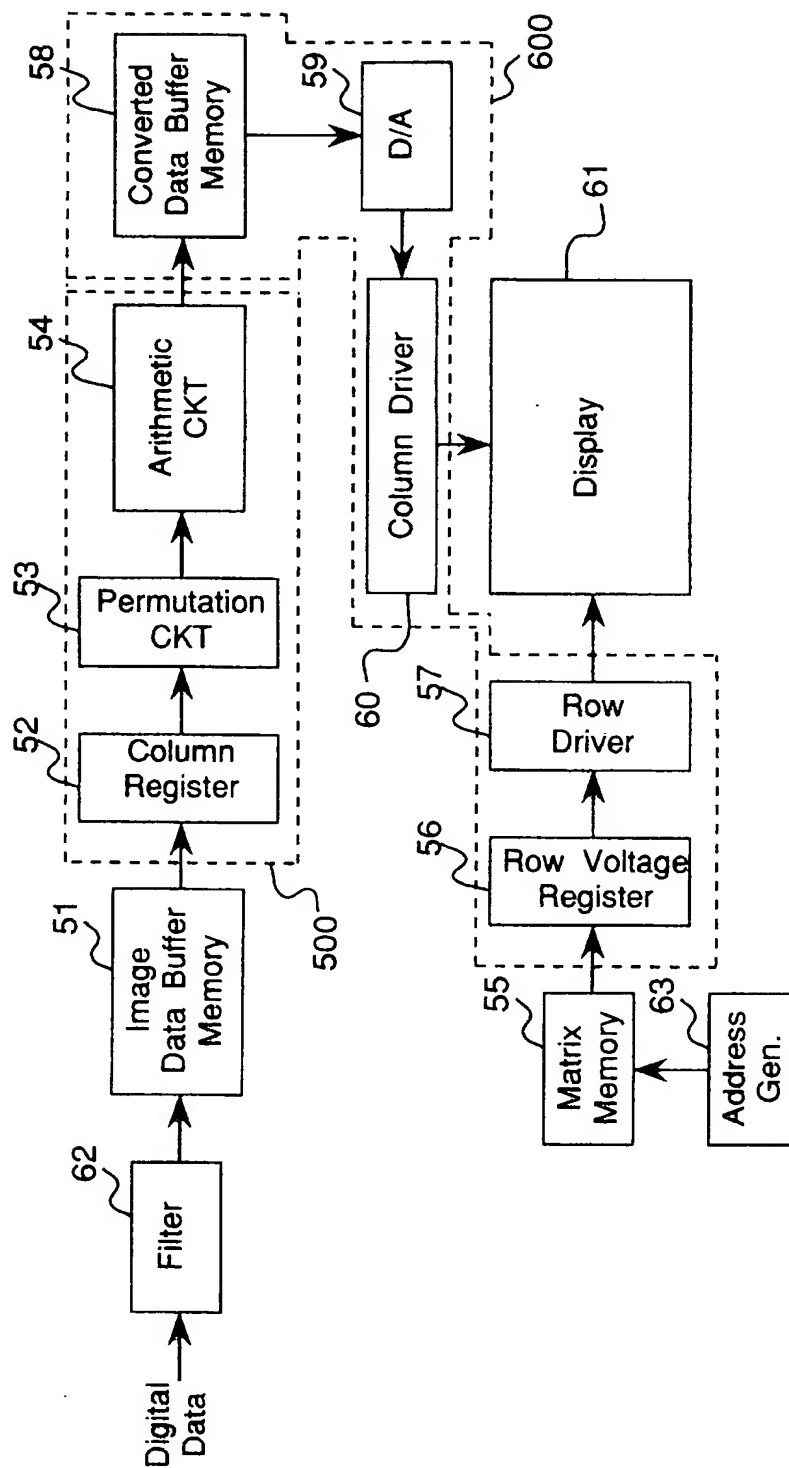 Digital
Data
62
Filter
51
Image
Data Buffer
Memory
500
52
Column
Register
53
Permutation
CKT
54
Arithmetic
CKT
58
Converted
Data Buffer
Memory
59
D/A
600
60
Column Driver
61
Display
55
Matrix
Memory
63
Address
Gen.
56
Row Voltage
Register
57
Row
Driver